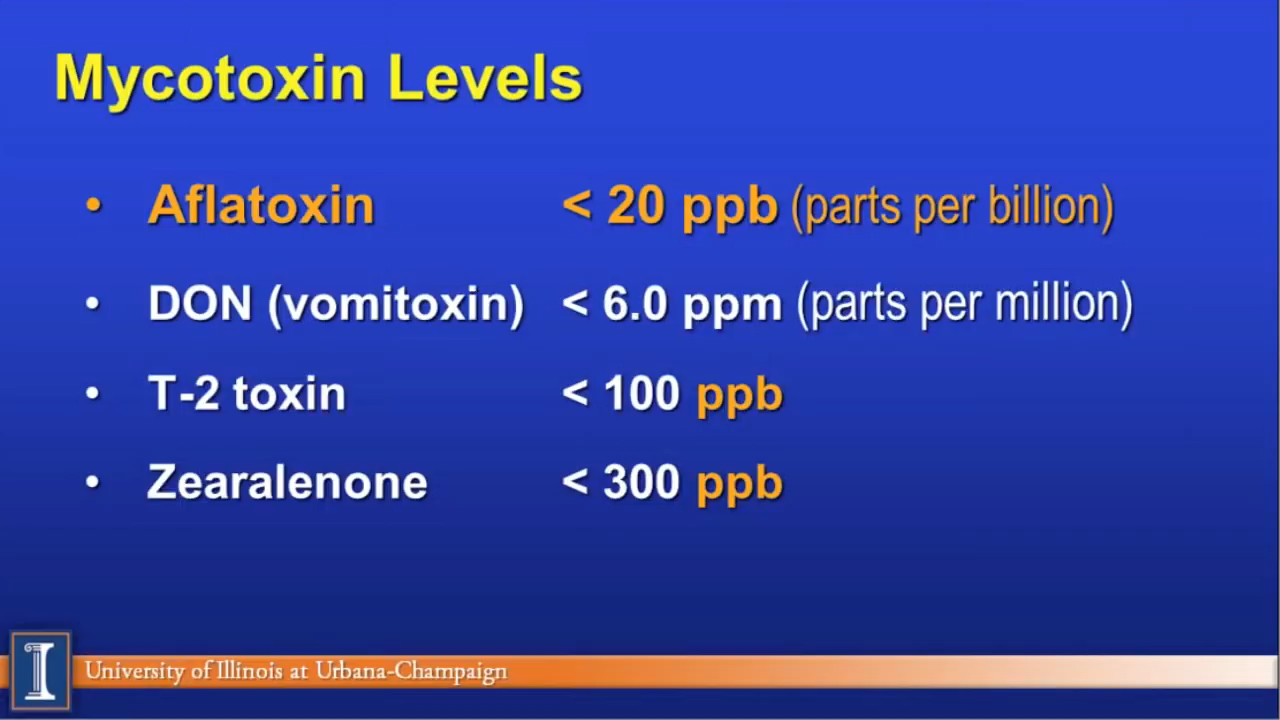 Mycotoxin Levels
• Aflatoxin < 20 ppb (parts per billion)
• DON (vomitoxin) < 6.0 ppm (parts per million)
• T-2 toxin < 100 ppb
• Zearalenone < 300 ppb
I University of Illinois at Urbana-Champaign